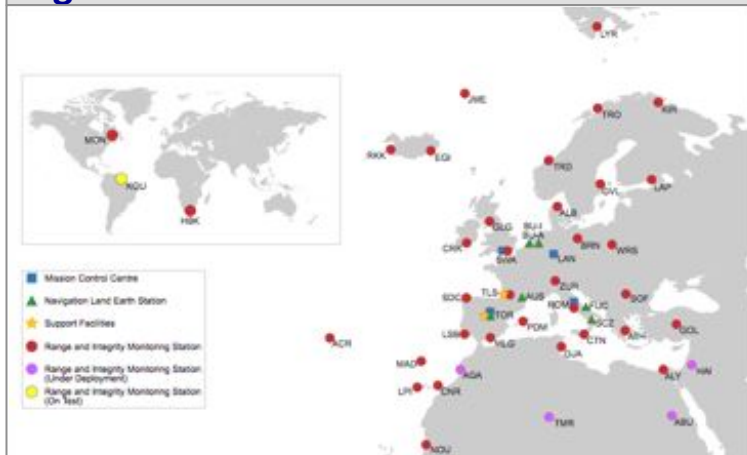 LYR
JME
KIR
TRO
RKK
EGI
TRD
GVL
LAP
ALB
GLG
CRK
SWA
LAN
BRN
WRS
ZUR
TLS
SDC
AUS
ROM
FUC
SOF
TOR
SCZ
PDM
LSB
MLG
CTN
ATH
GOL
DJA
ACR
MAD
AGA
ALY
HAI
LPI
CNR
TMR
ABU
NOU
MON
KOU
HBK
Mission Control Centre
Navigation Land Earth Station
Support Facilities
Range and Integrity Monitoring Station
Range and Integrity Monitoring Station
(Under Deployment)
Range and Integrity Monitoring Station
(On Test)